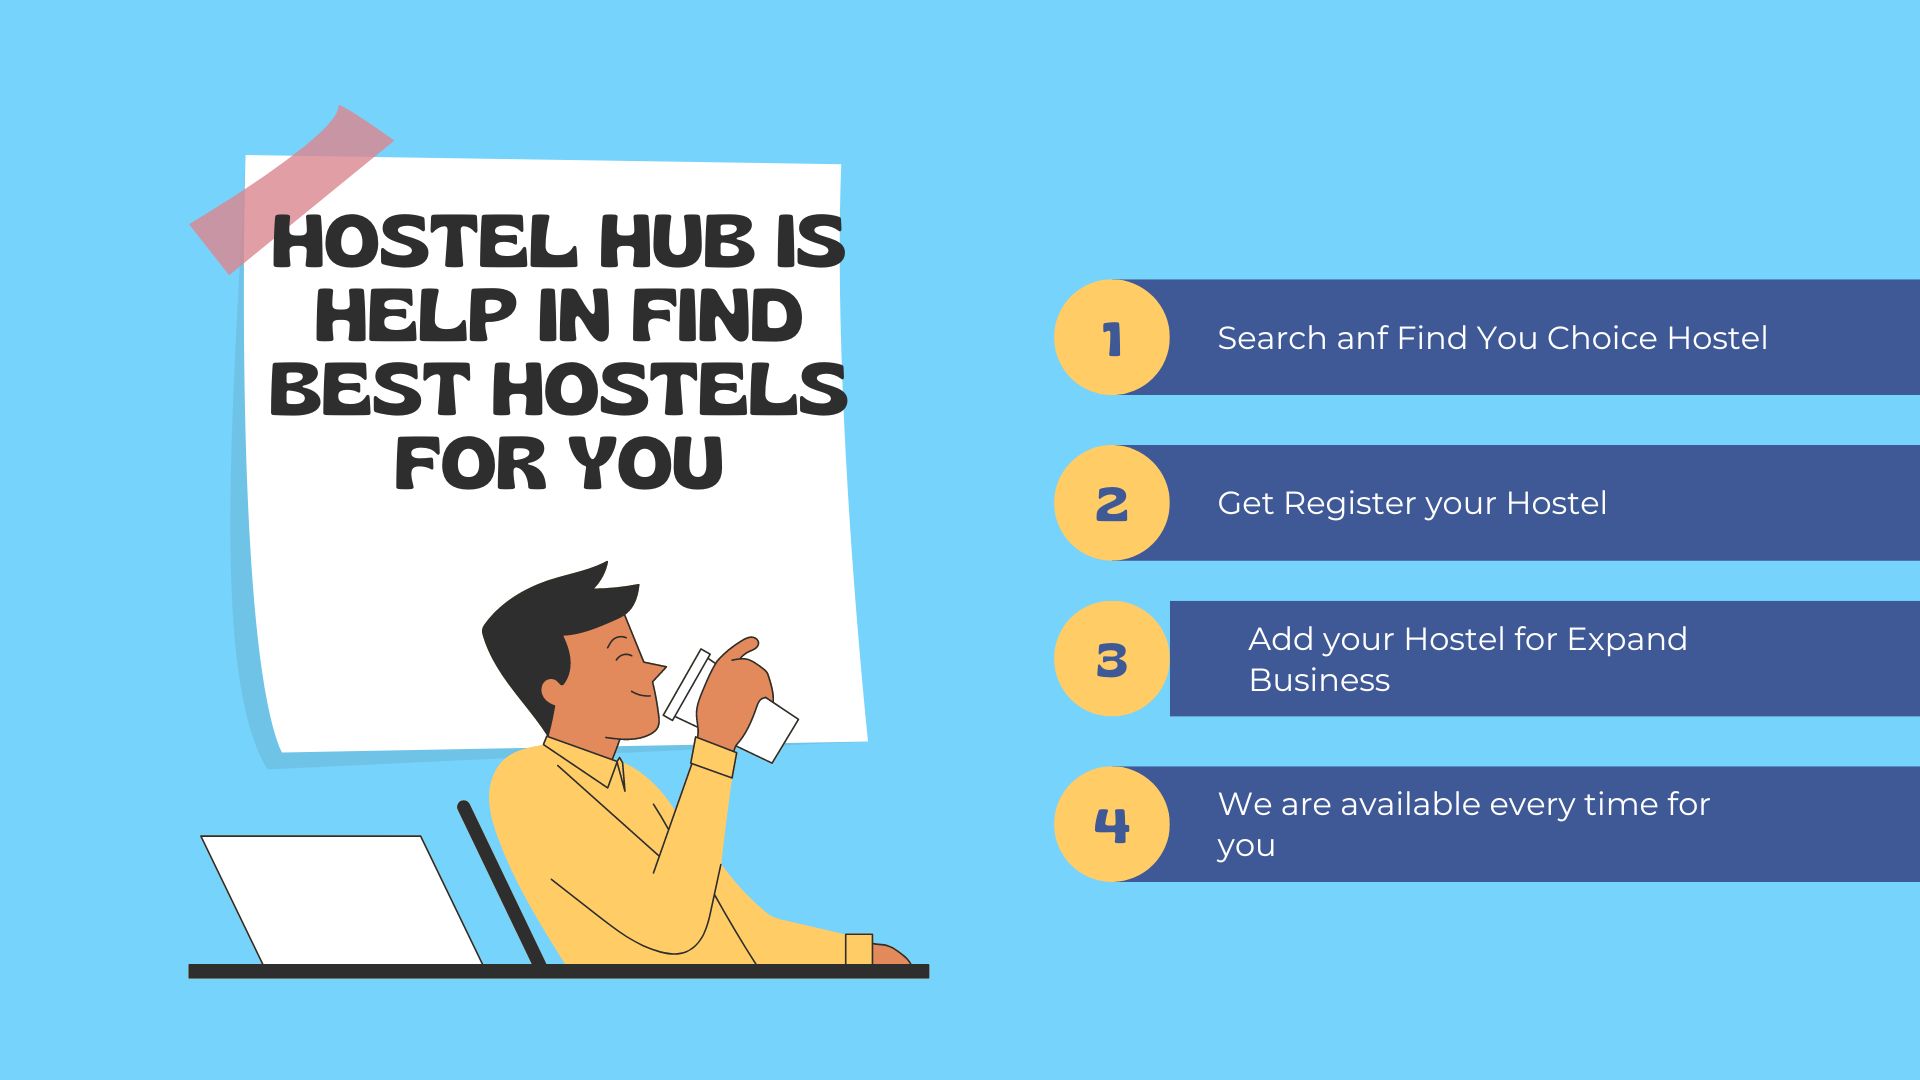 HOSTEL HUB IS
HELP IN FIND
BEST HOSTELS
FOR YOU
1
Search anf Find You Choice Hostel
2
Get Register your Hostel
3
Add your Hostel for Expand
Business
4
We are available every time for
you